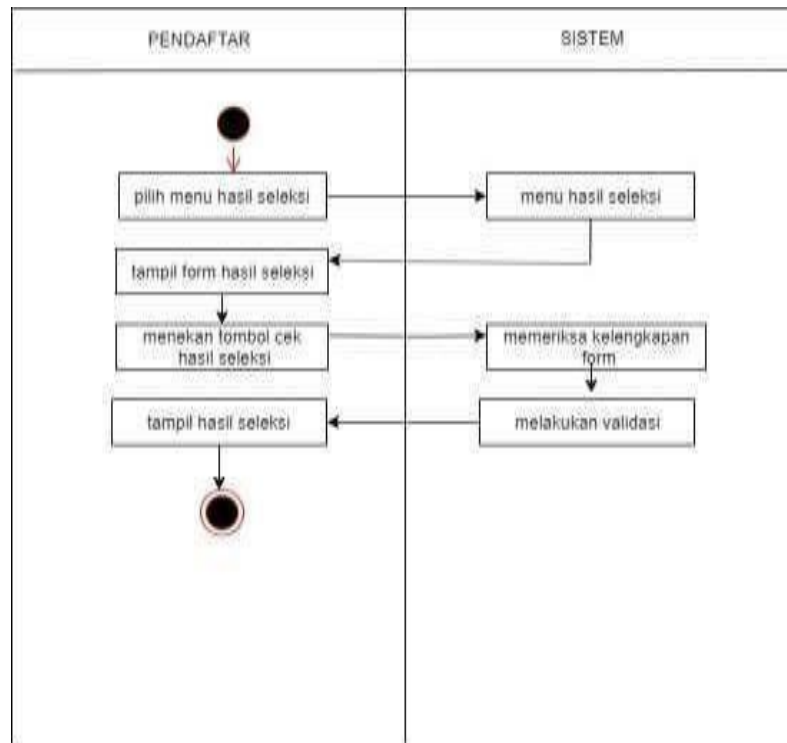 PENDAFTAR
SISTEM
pilih menu hasil seleksi
menu hasil seleksi
tampil form hasil seleksi
menekan tombol cek
hasil seleksi
memeriksa kelengkapan
form
tampil hasil seleksi
melakukan validasi